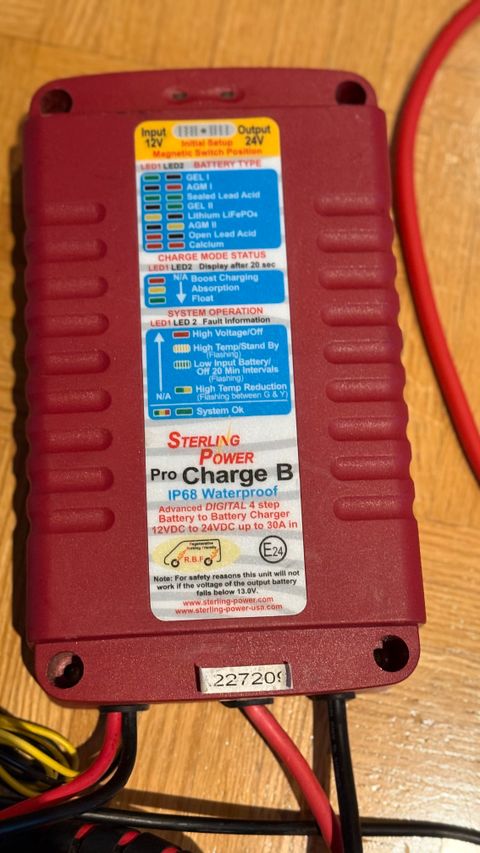 Input Output
12V 24V
Initial Setup
Magnetic Switch Position
LED1 LED2 BATTERY TYPE
GEL I
AGM I
Sealed Lead Acid
GEL II
Lithium LiFePO4
AGM II
Open Lead Acid
Calcium
CHARGE MODE STATUS
LED1 LED2 Display after 20 sec
N/A Boost Charging
Absorption
Float
SYSTEM OPERATION
LED1 LED 2 Fault Information
High Voltage/Off
High Temp/Stand By
(Flashing)
Low Input Battery/
Off 20 Min Intervals
(Flashing)
High Temp Reduction
N/A (Flashing between G & Y)
System Ok
STERLING
POWER
Pro Charge B
IP68 Waterproof
Advanced DIGITAL 4 step
Battery to Battery Charger
12VDC to 24VDC up to 30A in
Regenerative
Braking Friendly
R.B.F
E24
Note: For safety reasons this unit will not
work if the voltage of the output battery
falls below 13.0V.
www.sterling-power.com
www.sterling-power-usa.com
227209